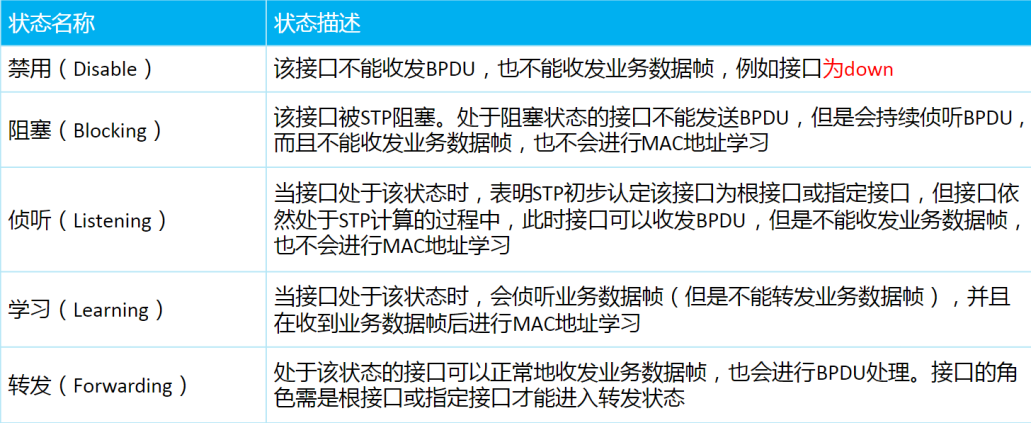 状态名称
状态描述
禁用（Disable）
该接口不能收发BPDU，也不能收发业务数据帧，例如接口为down
阻塞（Blocking）
该接口被STP阻塞。处于阻塞状态的接口不能发送BPDU，但是会持续侦听BPDU，
而且不能收发业务数据帧，也不会进行MAC地址学习
侦听（Listening）
当接口处于该状态时，表明STP初步认定该接口为根接口或指定接口，但接口依
然处于STP计算的过程中，此时接口可以收发BPDU，但是不能收发业务数据帧，
也不会进行MAC地址学习
学习（Learning）
当接口处于该状态时，会侦听业务数据帧（但是不能转发业务数据帧），并且
在收到业务数据帧后进行MAC地址学习
转发（Forwarding）
处于该状态的接口可以正常地收发业务数据帧，也会进行BPDU处理。接口的角
色需是根接口或指定接口才能进入转发状态